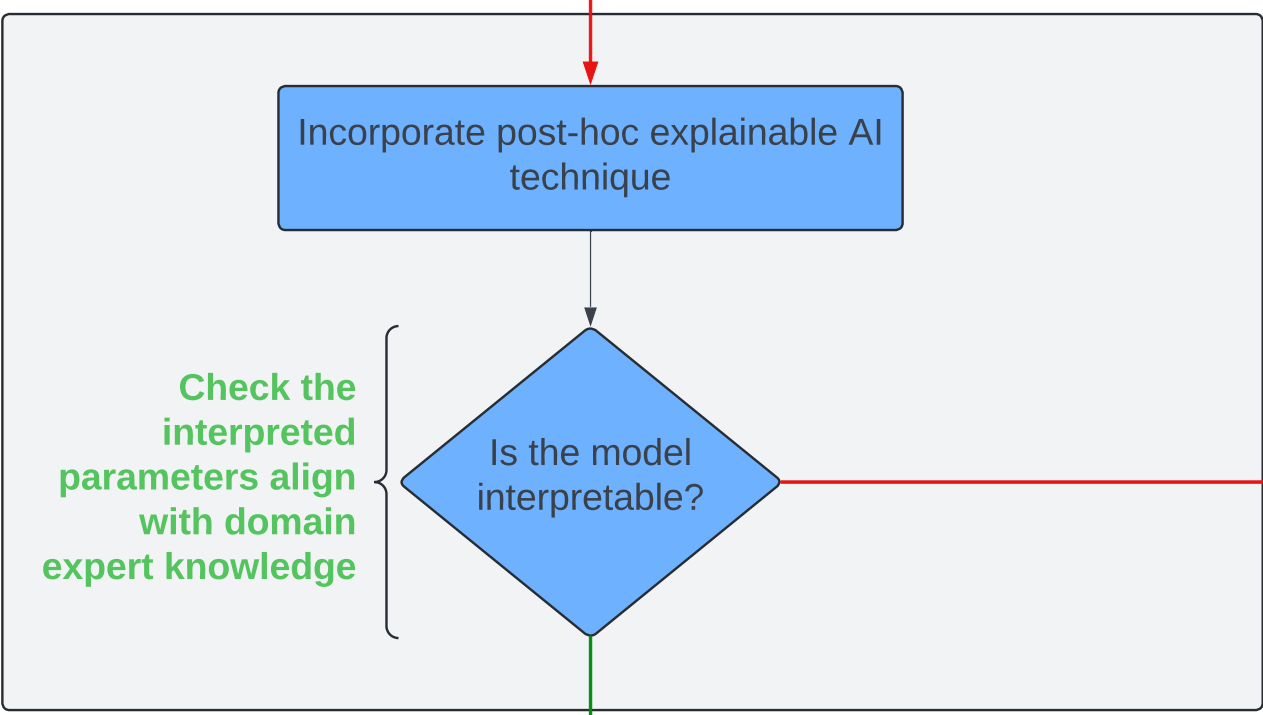 Incorporate post-hoc explainable AI
technique
Check the
interpreted
parameters align
with domain
expert knowledge
Is the model
interpretable?